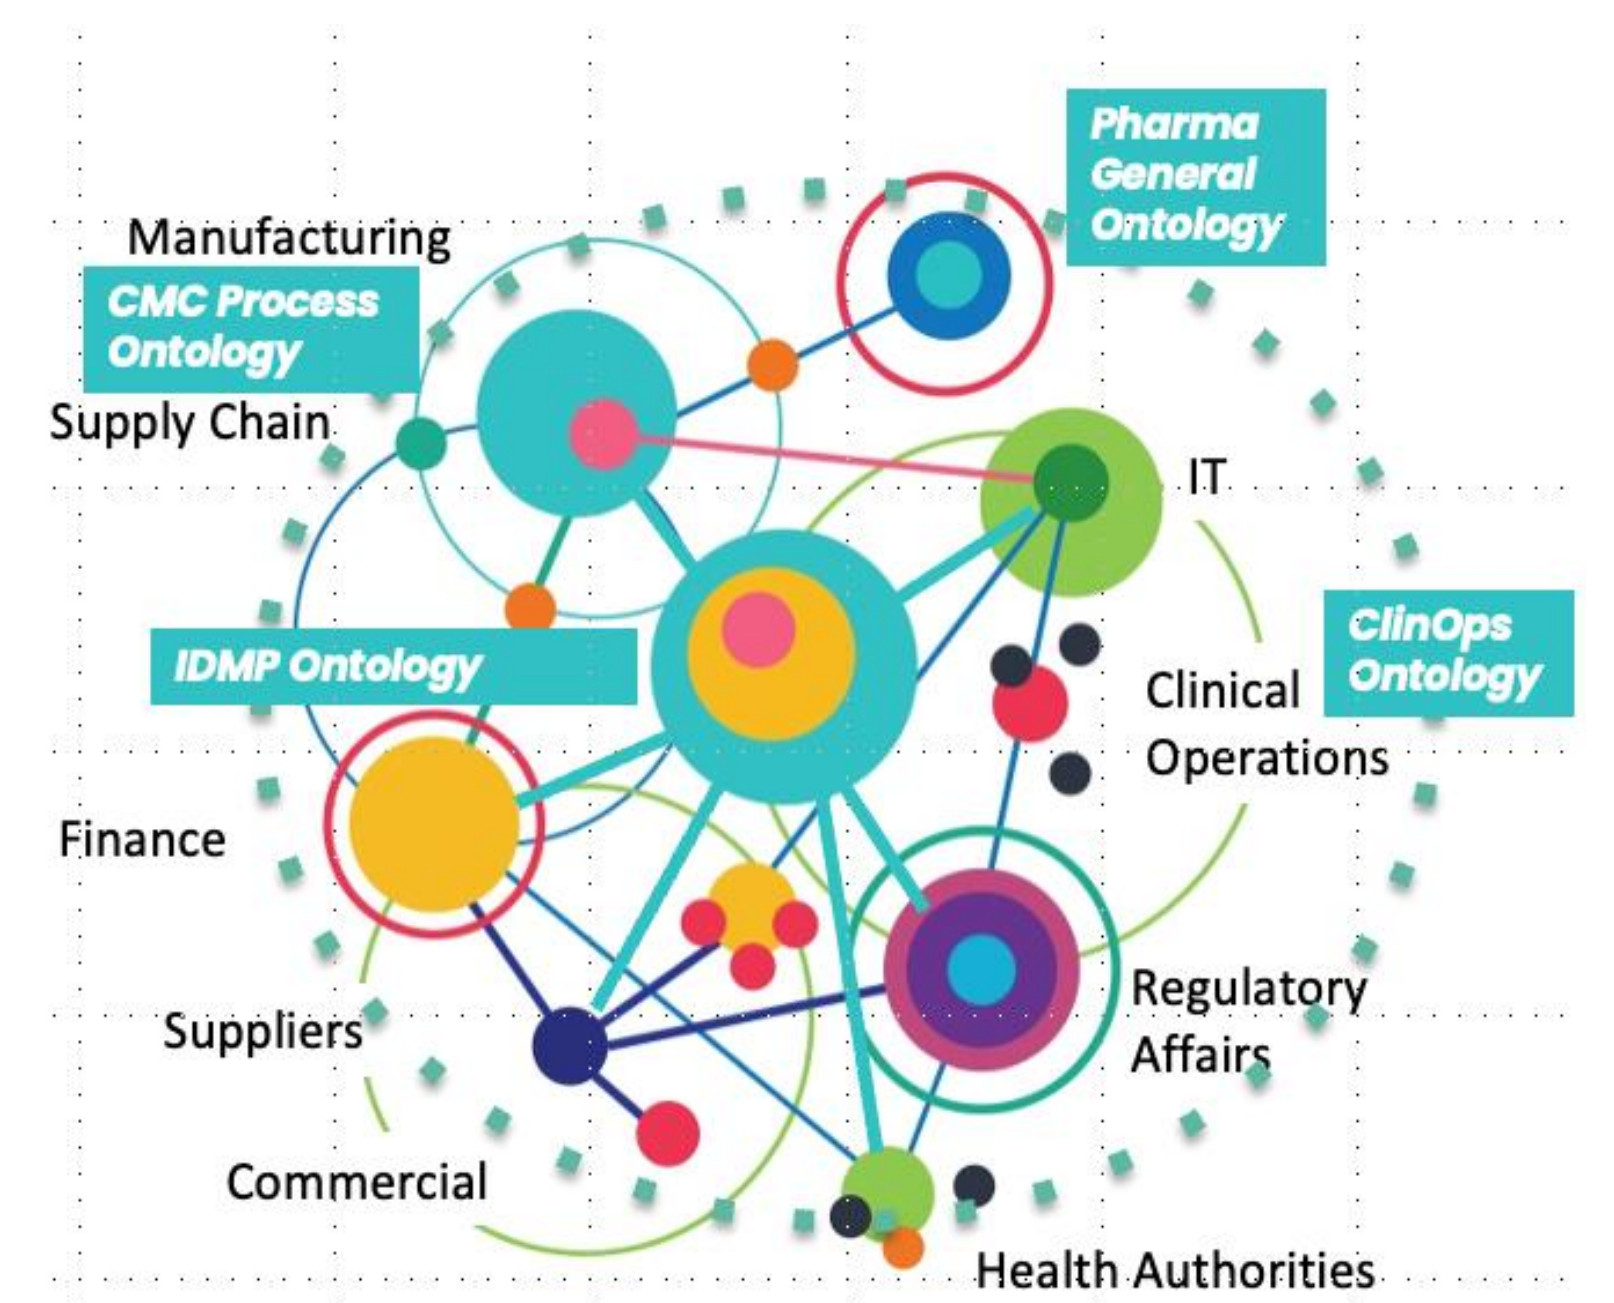 Pharma
General
Ontology
Manufacturing
CMC Process
Ontology
Supply Chain
IT
ClinOps
Ontology
IDMP Ontology
Clinical
Operations
Finance
Regulatory
Affairs
Suppliers
Commercial
Health Authorities